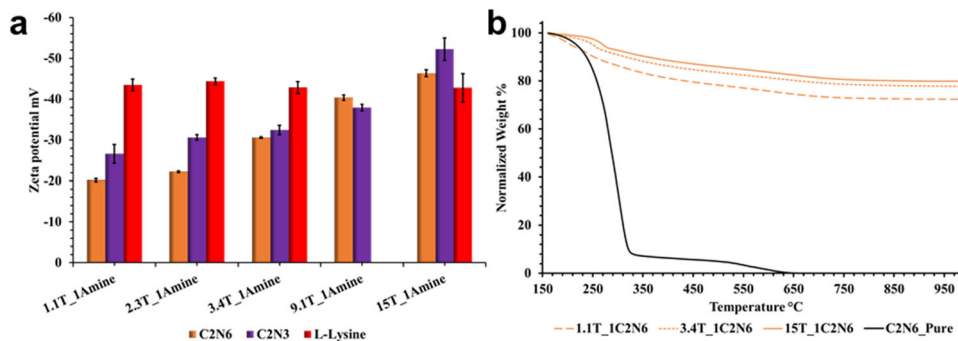 a
Zeta potential mV
-60
-50
-40
-30
-20
-10
0
1.1T_1Amine
2.3T_1Amine
3.4T_1Amine
9.1T_1Amine
15T_1Amine
C2N6 C2N3 L-Lysine
b
Normalized Weight %
100
80
60
40
20
0
150 250 350 450 550 650 750 850 950
Temperature °C
1.1T_1C2N6 3.4T_1C2N6 15T_1C2N6 C2N6_Pure